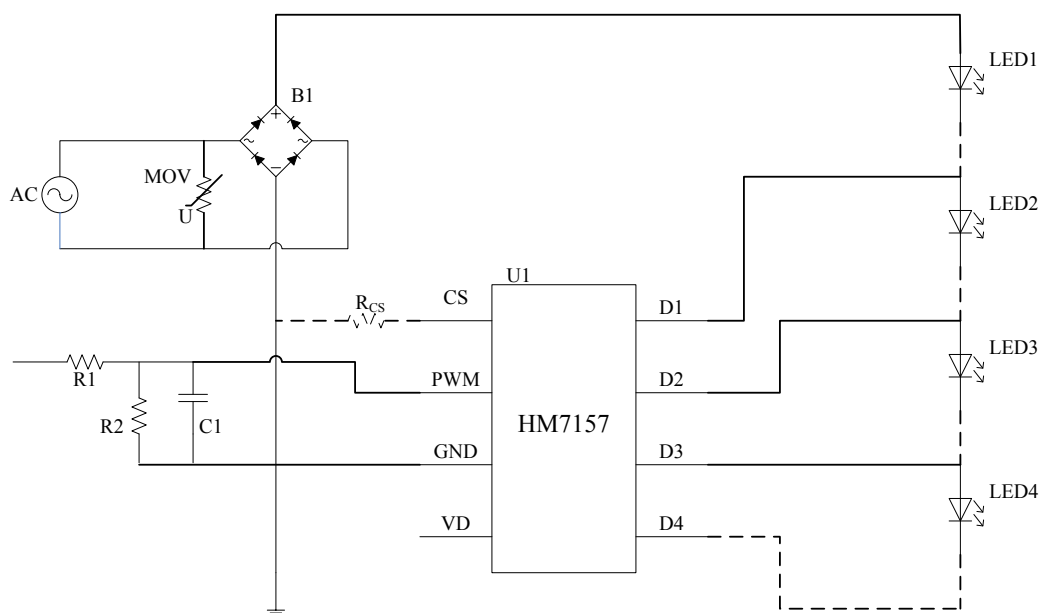 B1
LED1
MOV
AC
U
LED2
U1
CS
RCS
D1
LED3
R1
PWM
D2
R2
C1
HM7157
GND
D3
LED4
VD
D4